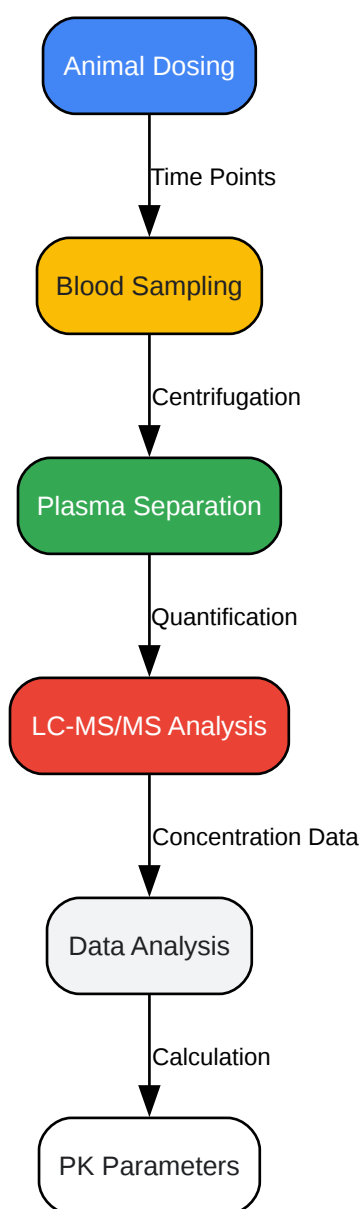 Animal Dosing
Time Points
Blood Sampling
Centrifugation
Plasma Separation
Quantification
LC-MS/MS Analysis
Concentration Data
Data Analysis
Calculation
PK Parameters